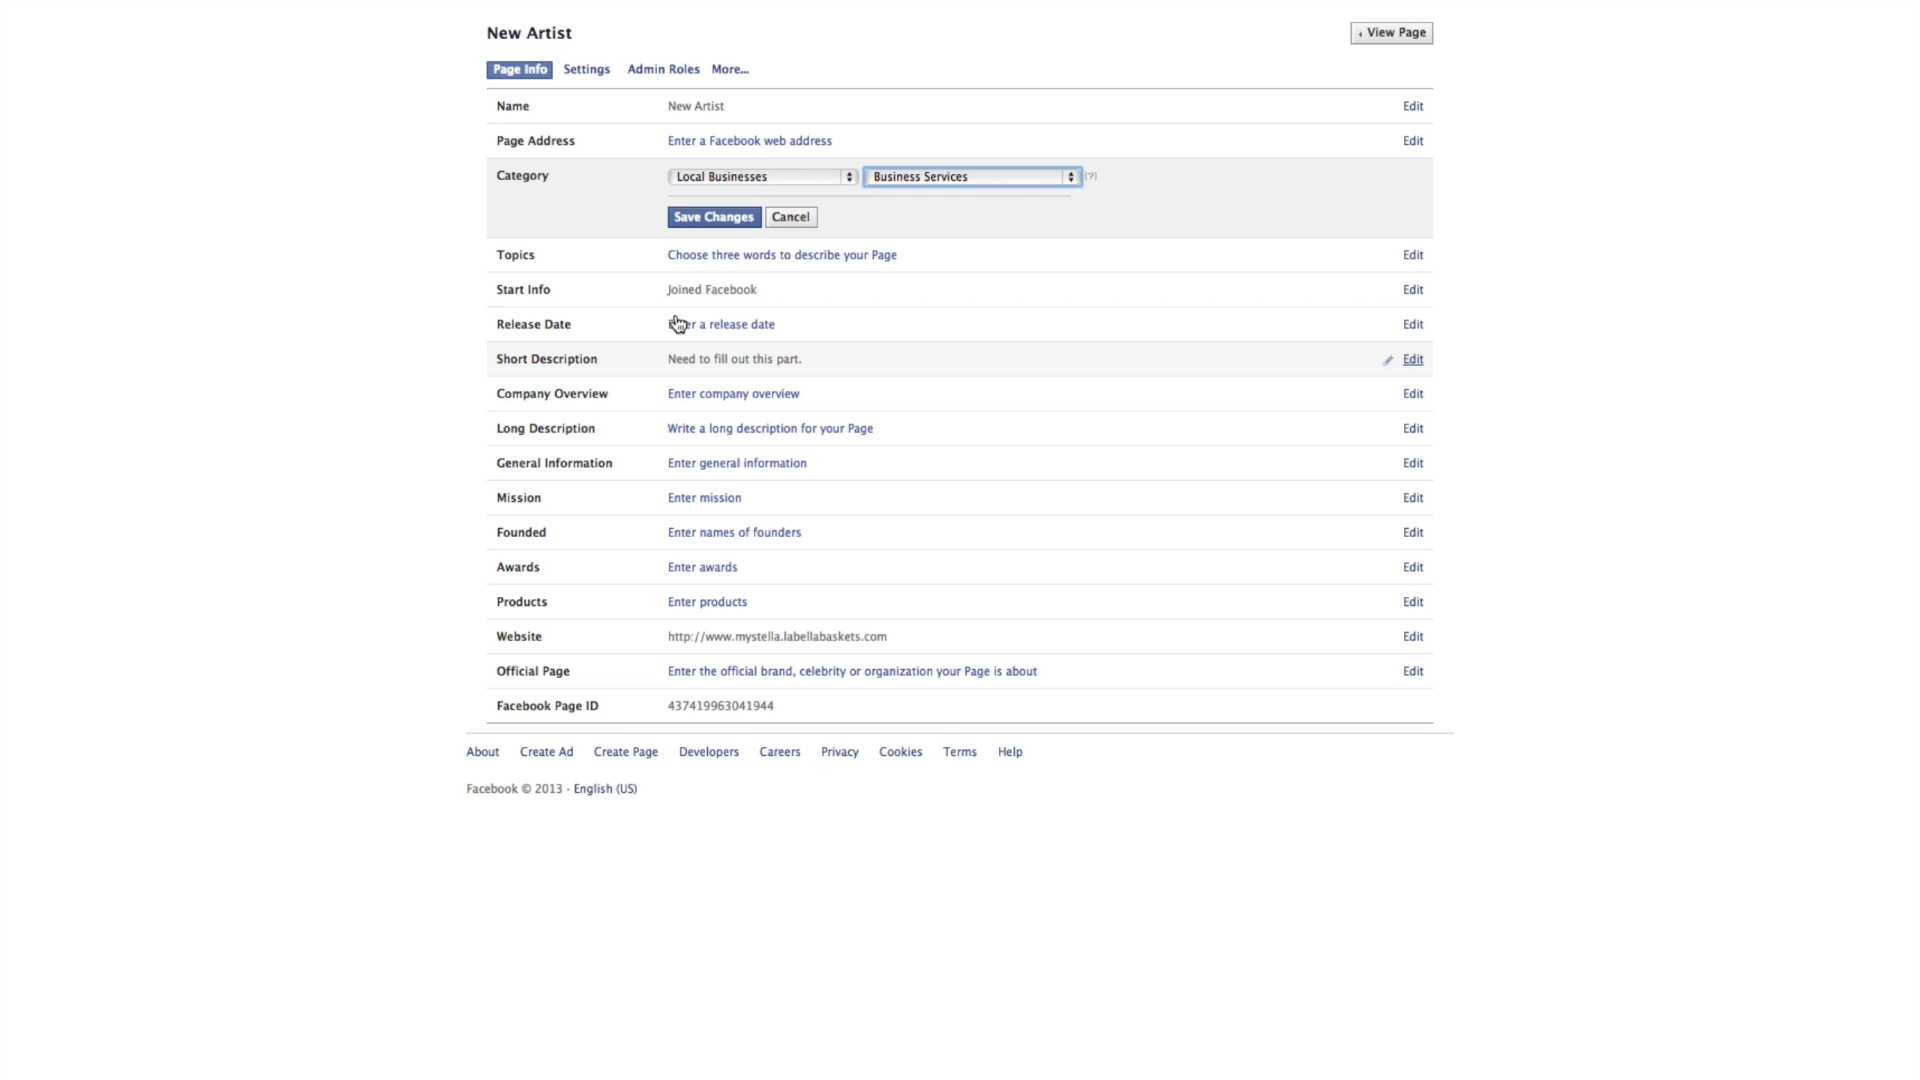 New Artist
View Page
Page Info Settings Admin Roles More...
Name New Artist Edit
Page Address Enter a Facebook web address Edit
Category Local Businesses Business Services [?]
Save Changes Cancel
Topics Choose three words to describe your Page Edit
Start Info Joined Facebook Edit
Release Date a release date Edit
Short Description Need to fill out this part. Edit
Company Overview Enter company overview Edit
Long Description Write a long description for your Page Edit
General Information Enter general information Edit
Mission Enter mission Edit
Founded Enter names of founders Edit
Awards Enter awards Edit
Products Enter products Edit
Website http://www.mystella.labellabaskets.com Edit
Official Page Enter the official brand, celebrity or organization your Page is about Edit
Facebook Page ID 437419963041944
About Create Ad Create Page Developers Careers Privacy Cookies Terms Help
Facebook © 2013 · English (US)